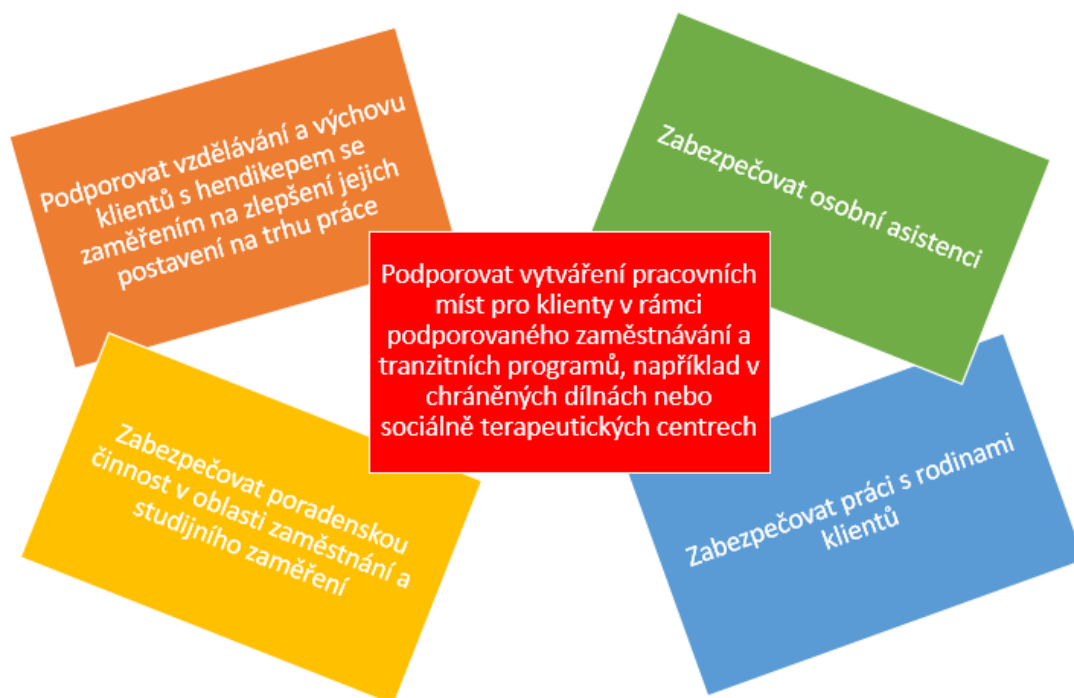 Podporovat vzdělávání a výchovu
klientů s hendikepem se
zaměřením na zlepšení jejich
postavení na trhu práce
Zabezpečovat osobní asistenci
Podporovat vytváření pracovních
míst pro klienty v rámci
podporovaného zaměstnávání a
tranzitních programů, například v
chráněných dílnách nebo
sociálně terapeutických centrech
Zabezpečovat poradenskou
činnost v oblasti zaměstnání a
studijního zaměření
Zabezpečovat práci s rodinami
klientů